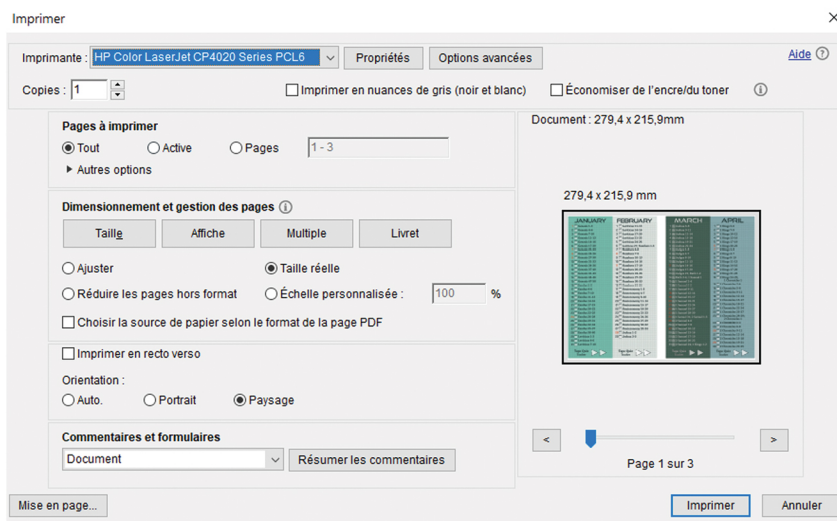 Imprimer
Imprimante : HP Color LaserJet CP4020 Series PCL6 Propriétés Options avancées Aide
Copies : 1 Imprimer en nuances de gris (noir et blanc) Économiser de l'encre/du toner
Pages à imprimer
Tout Active Pages 1 - 3
Autres options
Dimensionnement et gestion des pages
Taille Affiche Multiple Livret
Ajuster Taille réelle
Réduire les pages hors format Échelle personnalisée : 100 %
Choisir la source de papier selon le format de la page PDF
Imprimer en recto verso
Orientation :
Auto. Portrait Paysage
Commentaires et formulaires
Document Résumer les commentaires
Document : 279,4 x 215,9mm
279,4 x 215,9 mm
JANUARY FEBRUARY MARCH APRIL
< >
Page 1 sur 3
Mise en page... Imprimer Annuler